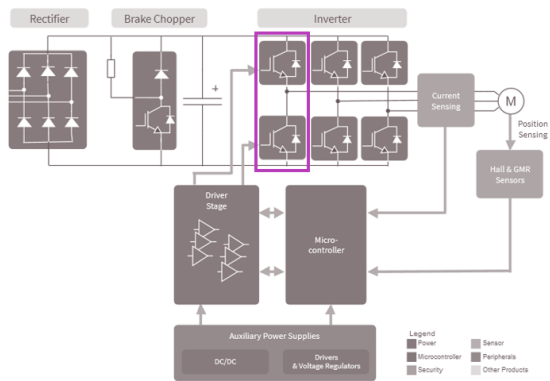 Rectifier
Brake Chopper
Inverter
+
Current
Sensing
M
Position
Sensing
Hall & GMR
Sensors
Driver
Stage
Micro-
controller
Auxiliary Power Supplies
DC/DC
Drivers
& Voltage Regulators
Legend
Power
Sensor
Microcontroller
Peripherals
Security
Other Products